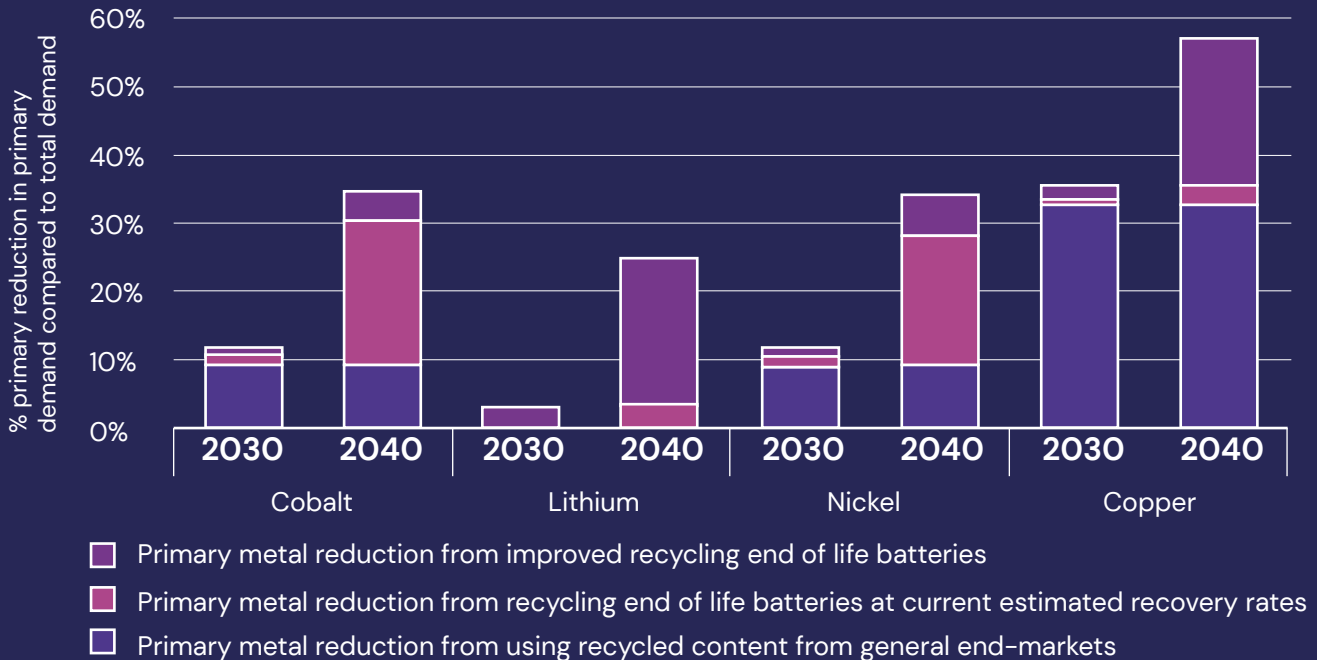 % primary reduction in primary
demand compared to total demand
60%
50%
40%
30%
20%
10%
0%
2030 2040 2030 2040 2030 2040 2030 2040
Cobalt Lithium Nickel Copper
Primary metal reduction from improved recycling end of life batteries
Primary metal reduction from recycling end of life batteries at current estimated recovery rates
Primary metal reduction from using recycled content from general end-markets